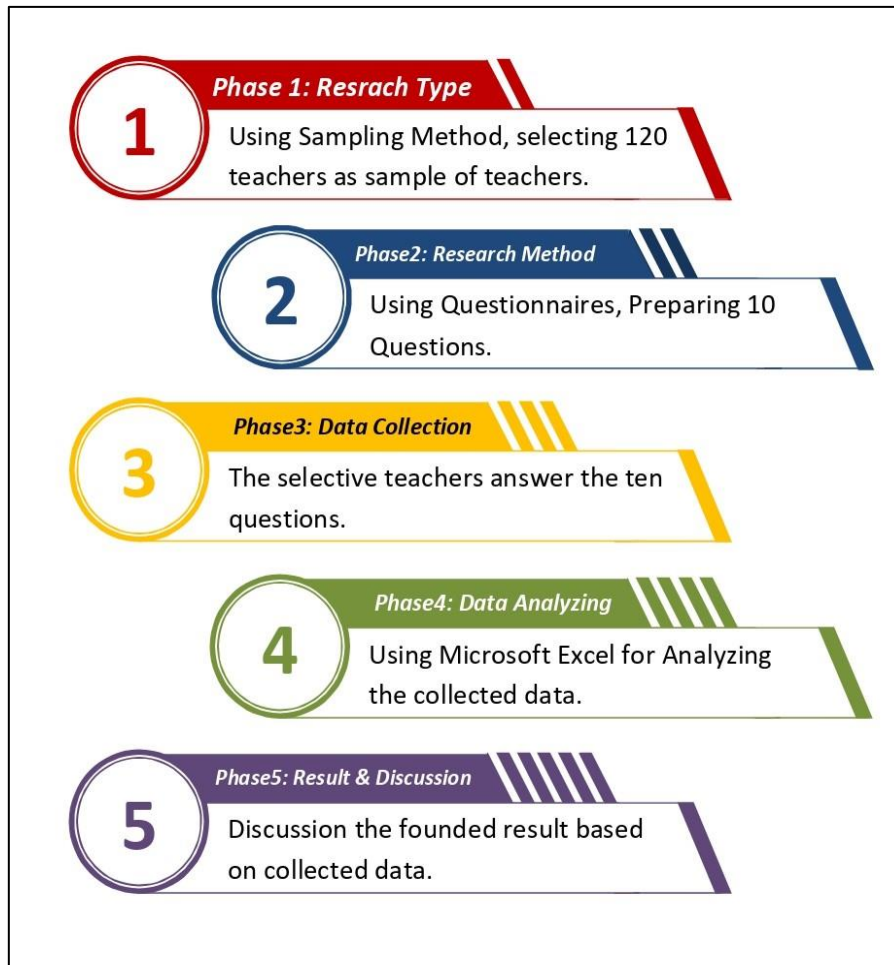 1
Phase 1: Resrach Type
Using Sampling Method, selecting 120
teachers as sample of teachers.
2
Phase2: Research Method
Using Questionnaires, Preparing 10
Questions.
3
Phase3: Data Collection
The selective teachers answer the ten
questions.
4
Phase4: Data Analyzing
Using Microsoft Excel for Analyzing
the collected data.
5
Phase5: Result & Discussion
Discussion the founded result based
on collected data.